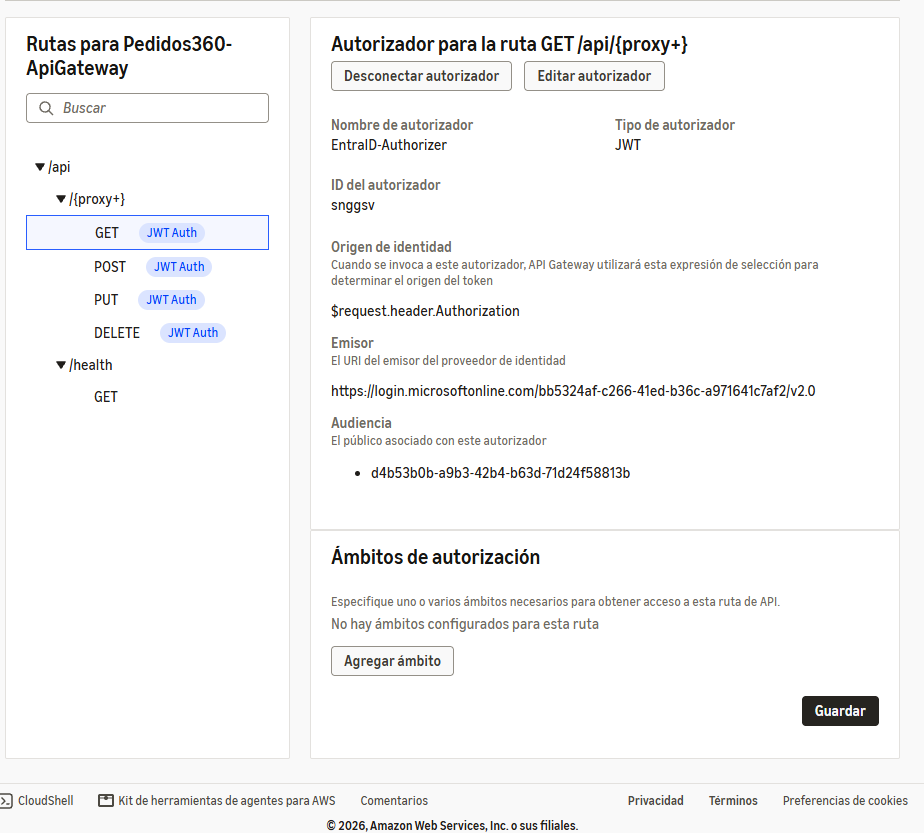 Rutas para Pedidos360-
ApiGateway
Buscar
/api
/{proxy+}
GET JWT Auth
POST JWT Auth
PUT JWT Auth
DELETE JWT Auth
/health
GET
Autorizador para la ruta GET /api/{proxy+}
Desconectar autorizador Editar autorizador
Nombre de autorizador Tipo de autorizador
EntraID-Authorizer JWT
ID del autorizador
snggsv
Origen de identidad
Cuando se invoca a este autorizador, API Gateway utilizará esta expresión de selección para
determinar el origen del token
$request.header.Authorization
Emisor
El URI del emisor del proveedor de identidad
https://login.microsoftonline.com/bb5324af-c266-41ed-b36c-a971641c7af2/v2.0
Audiencia
El público asociado con este autorizador
d4b53b0b-a9b3-42b4-b63d-71d24f58813b
Ámbitos de autorización
Especifique uno o varios ámbitos necesarios para obtener acceso a esta ruta de API.
No hay ámbitos configurados para esta ruta
Agregar ámbito
Guardar
CloudShell Kit de herramientas de agentes para AWS Comentarios Privacidad Términos Preferencias de cookies
© 2026, Amazon Web Services, Inc. o sus filiales.